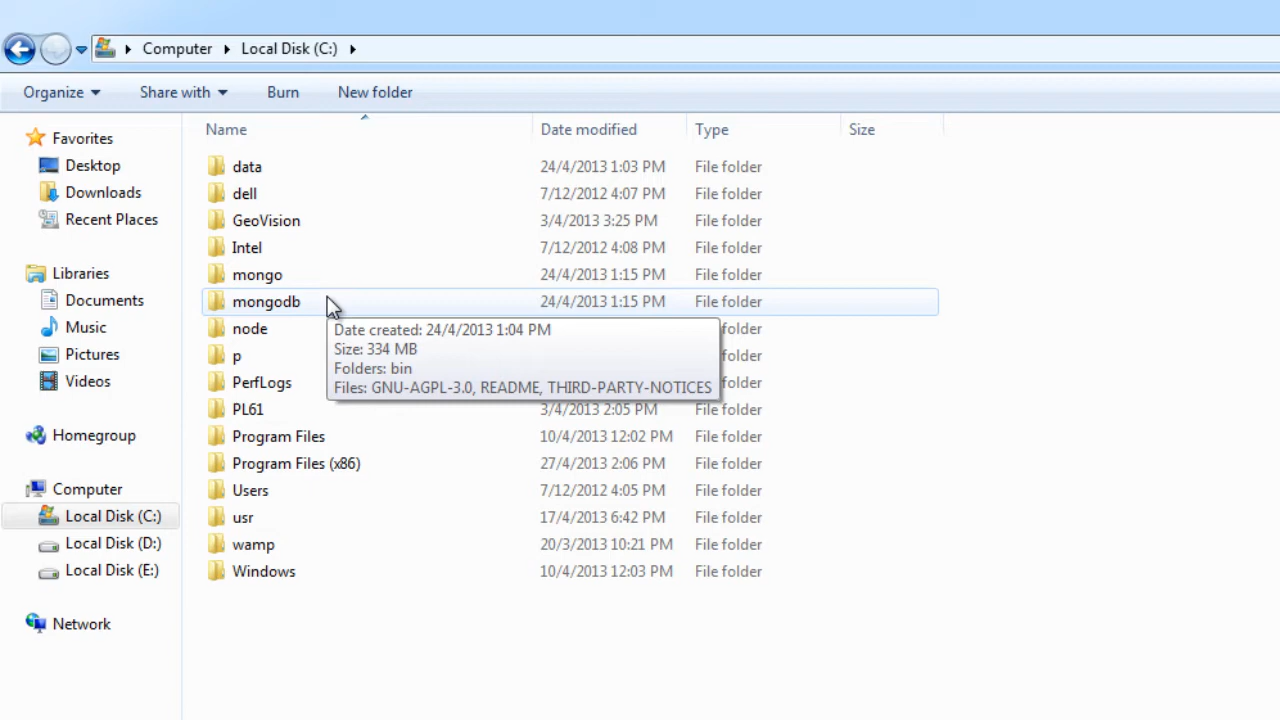 Computer Local Disk (C:)
Organize Share with Burn New folder
Name Date modified Type Size
Favorites
Desktop
Downloads
Recent Places
Libraries
Documents
Music
Pictures
Videos
Homegroup
Computer
Local Disk (C:)
Local Disk (D:)
Local Disk (E:)
Network
data 24/4/2013 1:03 PM File folder
dell 7/12/2012 4:07 PM File folder
GeoVision 3/4/2013 3:25 PM File folder
Intel 7/12/2012 4:08 PM File folder
mongo 24/4/2013 1:15 PM File folder
mongodb 24/4/2013 1:15 PM File folder
node folder
p folder
PerfLogs folder
PL61 3/4/2013 2:05 PM File folder
Program Files 10/4/2013 12:02 PM File folder
Program Files (x86) 27/4/2013 2:06 PM File folder
Users 7/12/2012 4:05 PM File folder
usr 17/4/2013 6:42 PM File folder
wamp 20/3/2013 10:21 PM File folder
Windows 10/4/2013 12:03 PM File folder
Date created: 24/4/2013 1:04 PM
Size: 334 MB
Folders: bin
Files: GNU-AGPL-3.0, README, THIRD-PARTY-NOTICES